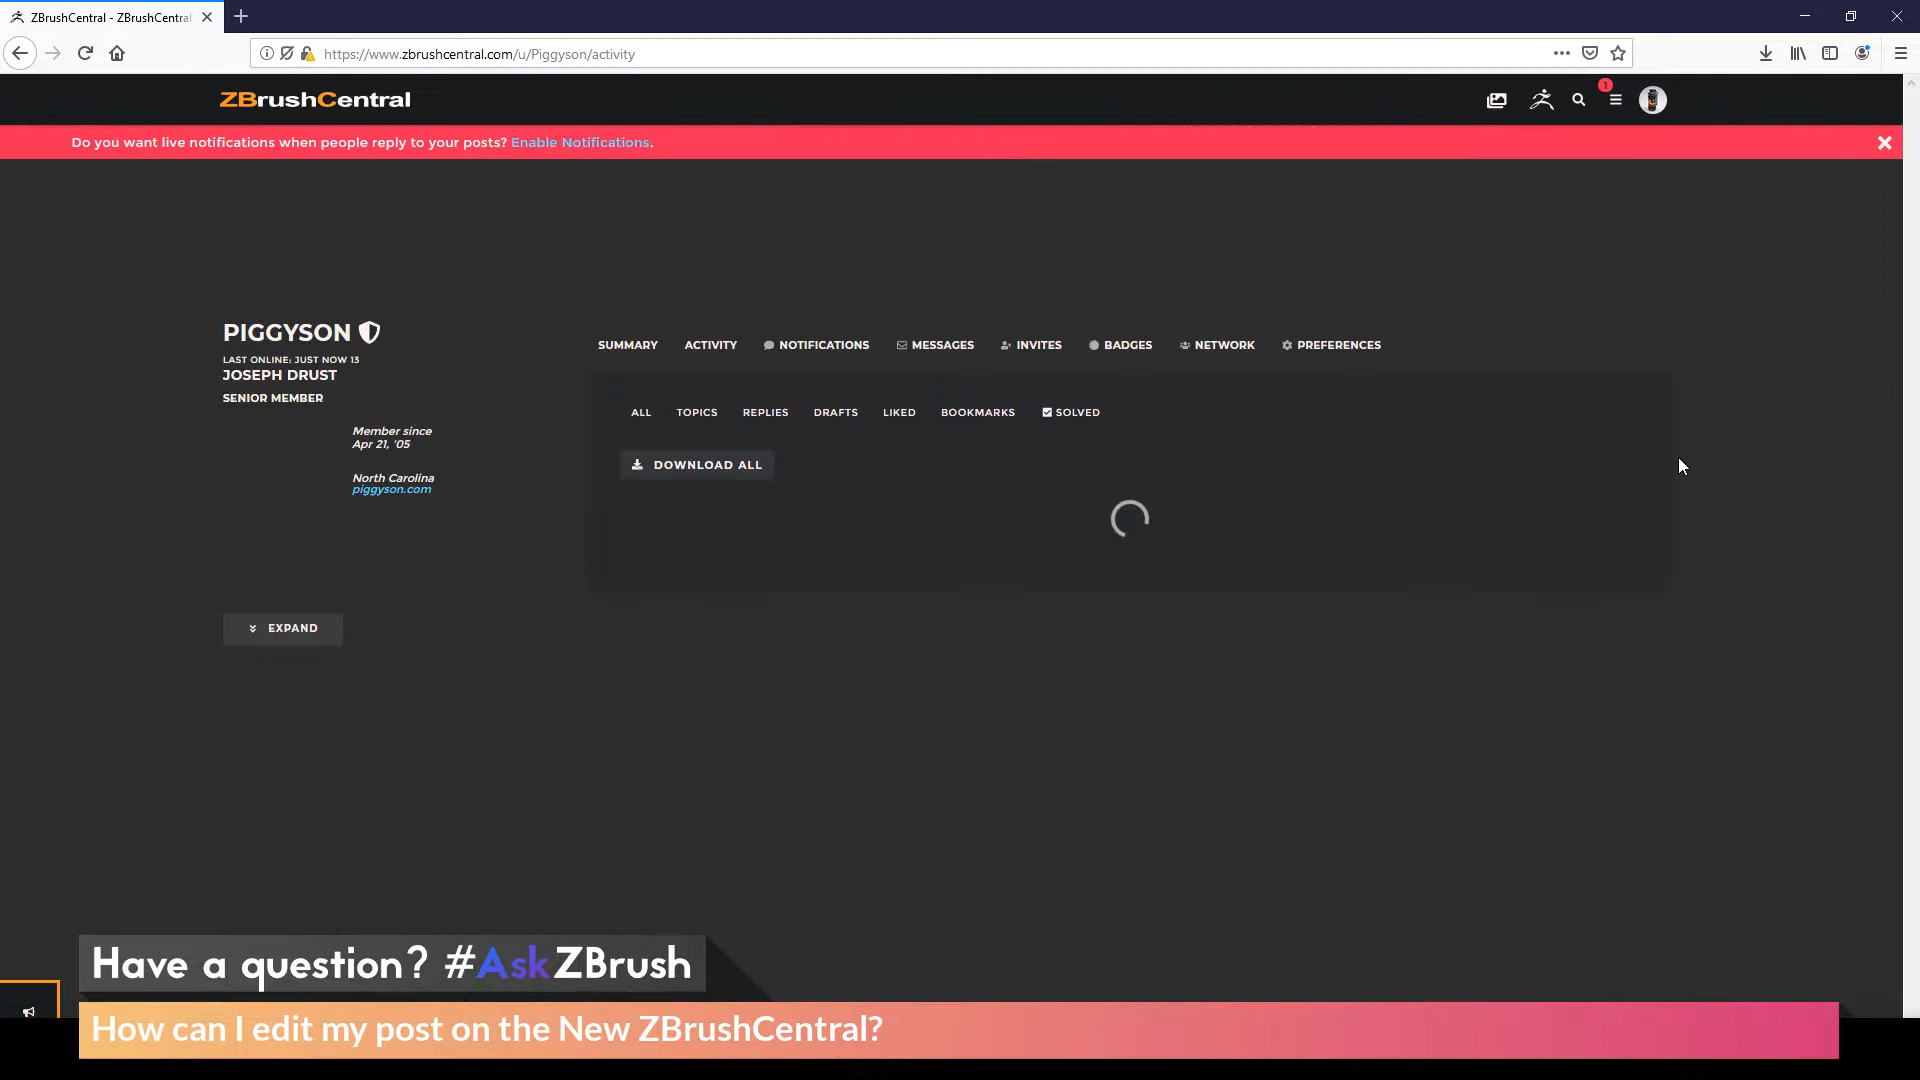 ZBrushCentral - ZBrushCentral
https://www.zbrushcentral.com/u/Piggyson/activity
ZBrushCentral
1
Do you want live notifications when people reply to your posts? Enable Notifications.
PIGGYSON
LAST ONLINE: JUST NOW 13
JOSEPH DRUST
SENIOR MEMBER
Member since
Apr 21, '05
North Carolina
piggyson.com
EXPAND
SUMMARY ACTIVITY NOTIFICATIONS MESSAGES INVITES BADGES NETWORK PREFERENCES
ALL TOPICS REPLIES DRAFTS LIKED BOOKMARKS SOLVED
DOWNLOAD ALL
Have a question? #AskZBrush
How can I edit my post on the New ZBrushCentral?